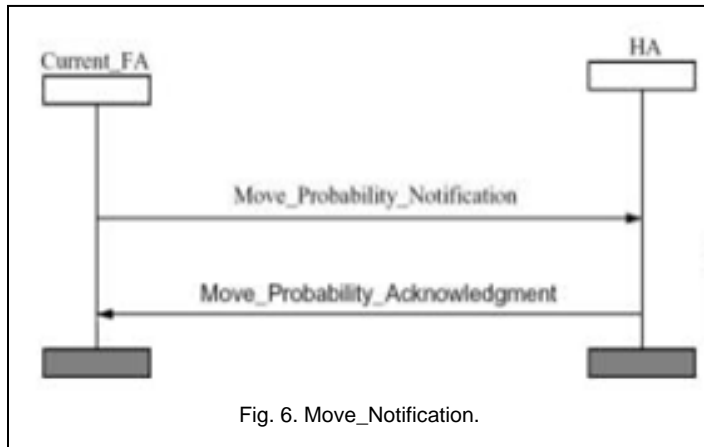 Current_FA
HA
Move_Probability_Notification
Move_Probability_Acknowledgment
Fig. 6. Move_Notification.